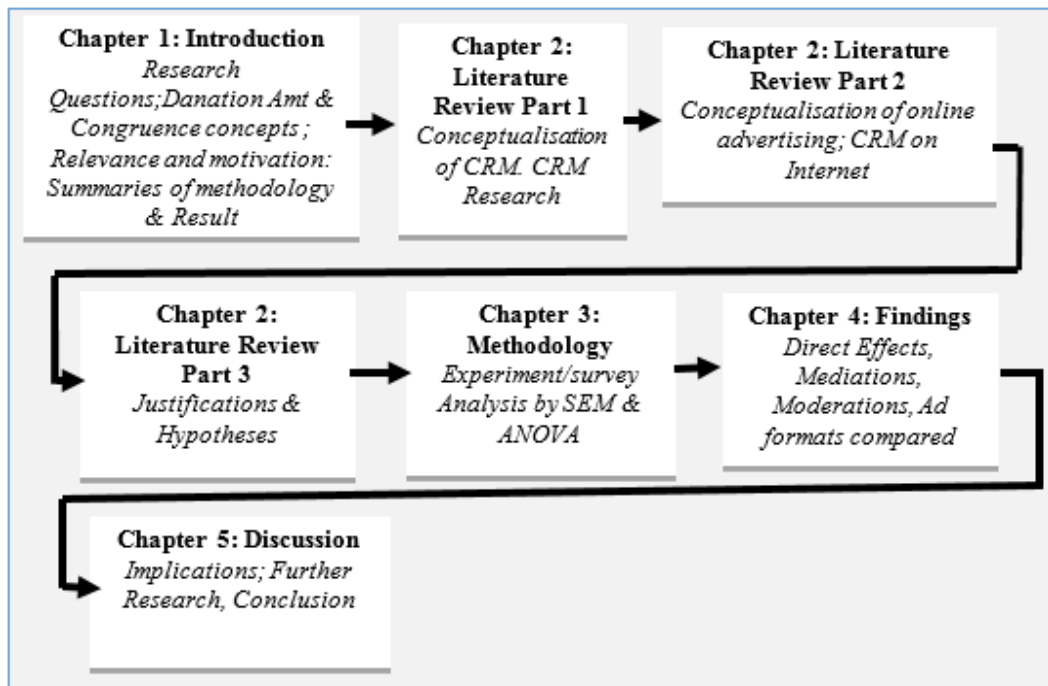 Chapter 1: Introduction
Research
Questions;Danation Amt &
Congruence concepts ;
Relevance and motivation:
Summaries of methodology
& Result
Chapter 2:
Literature
Review Part 1
Conceptualisation
of CRM. CRM
Research
Chapter 2: Literature
Review Part 2
Conceptualisation of online
advertising; CRM on
Internet
Chapter 2:
Literature Review
Part 3
Justifications &
Hypotheses
Chapter 3:
Methodology
Experiment/survey
Analysis by SEM &
ANOVA
Chapter 4: Findings
Direct Effects,
Mediations,
Moderations, Ad
formats compared
Chapter 5: Discussion
Implications; Further
Research, Conclusion